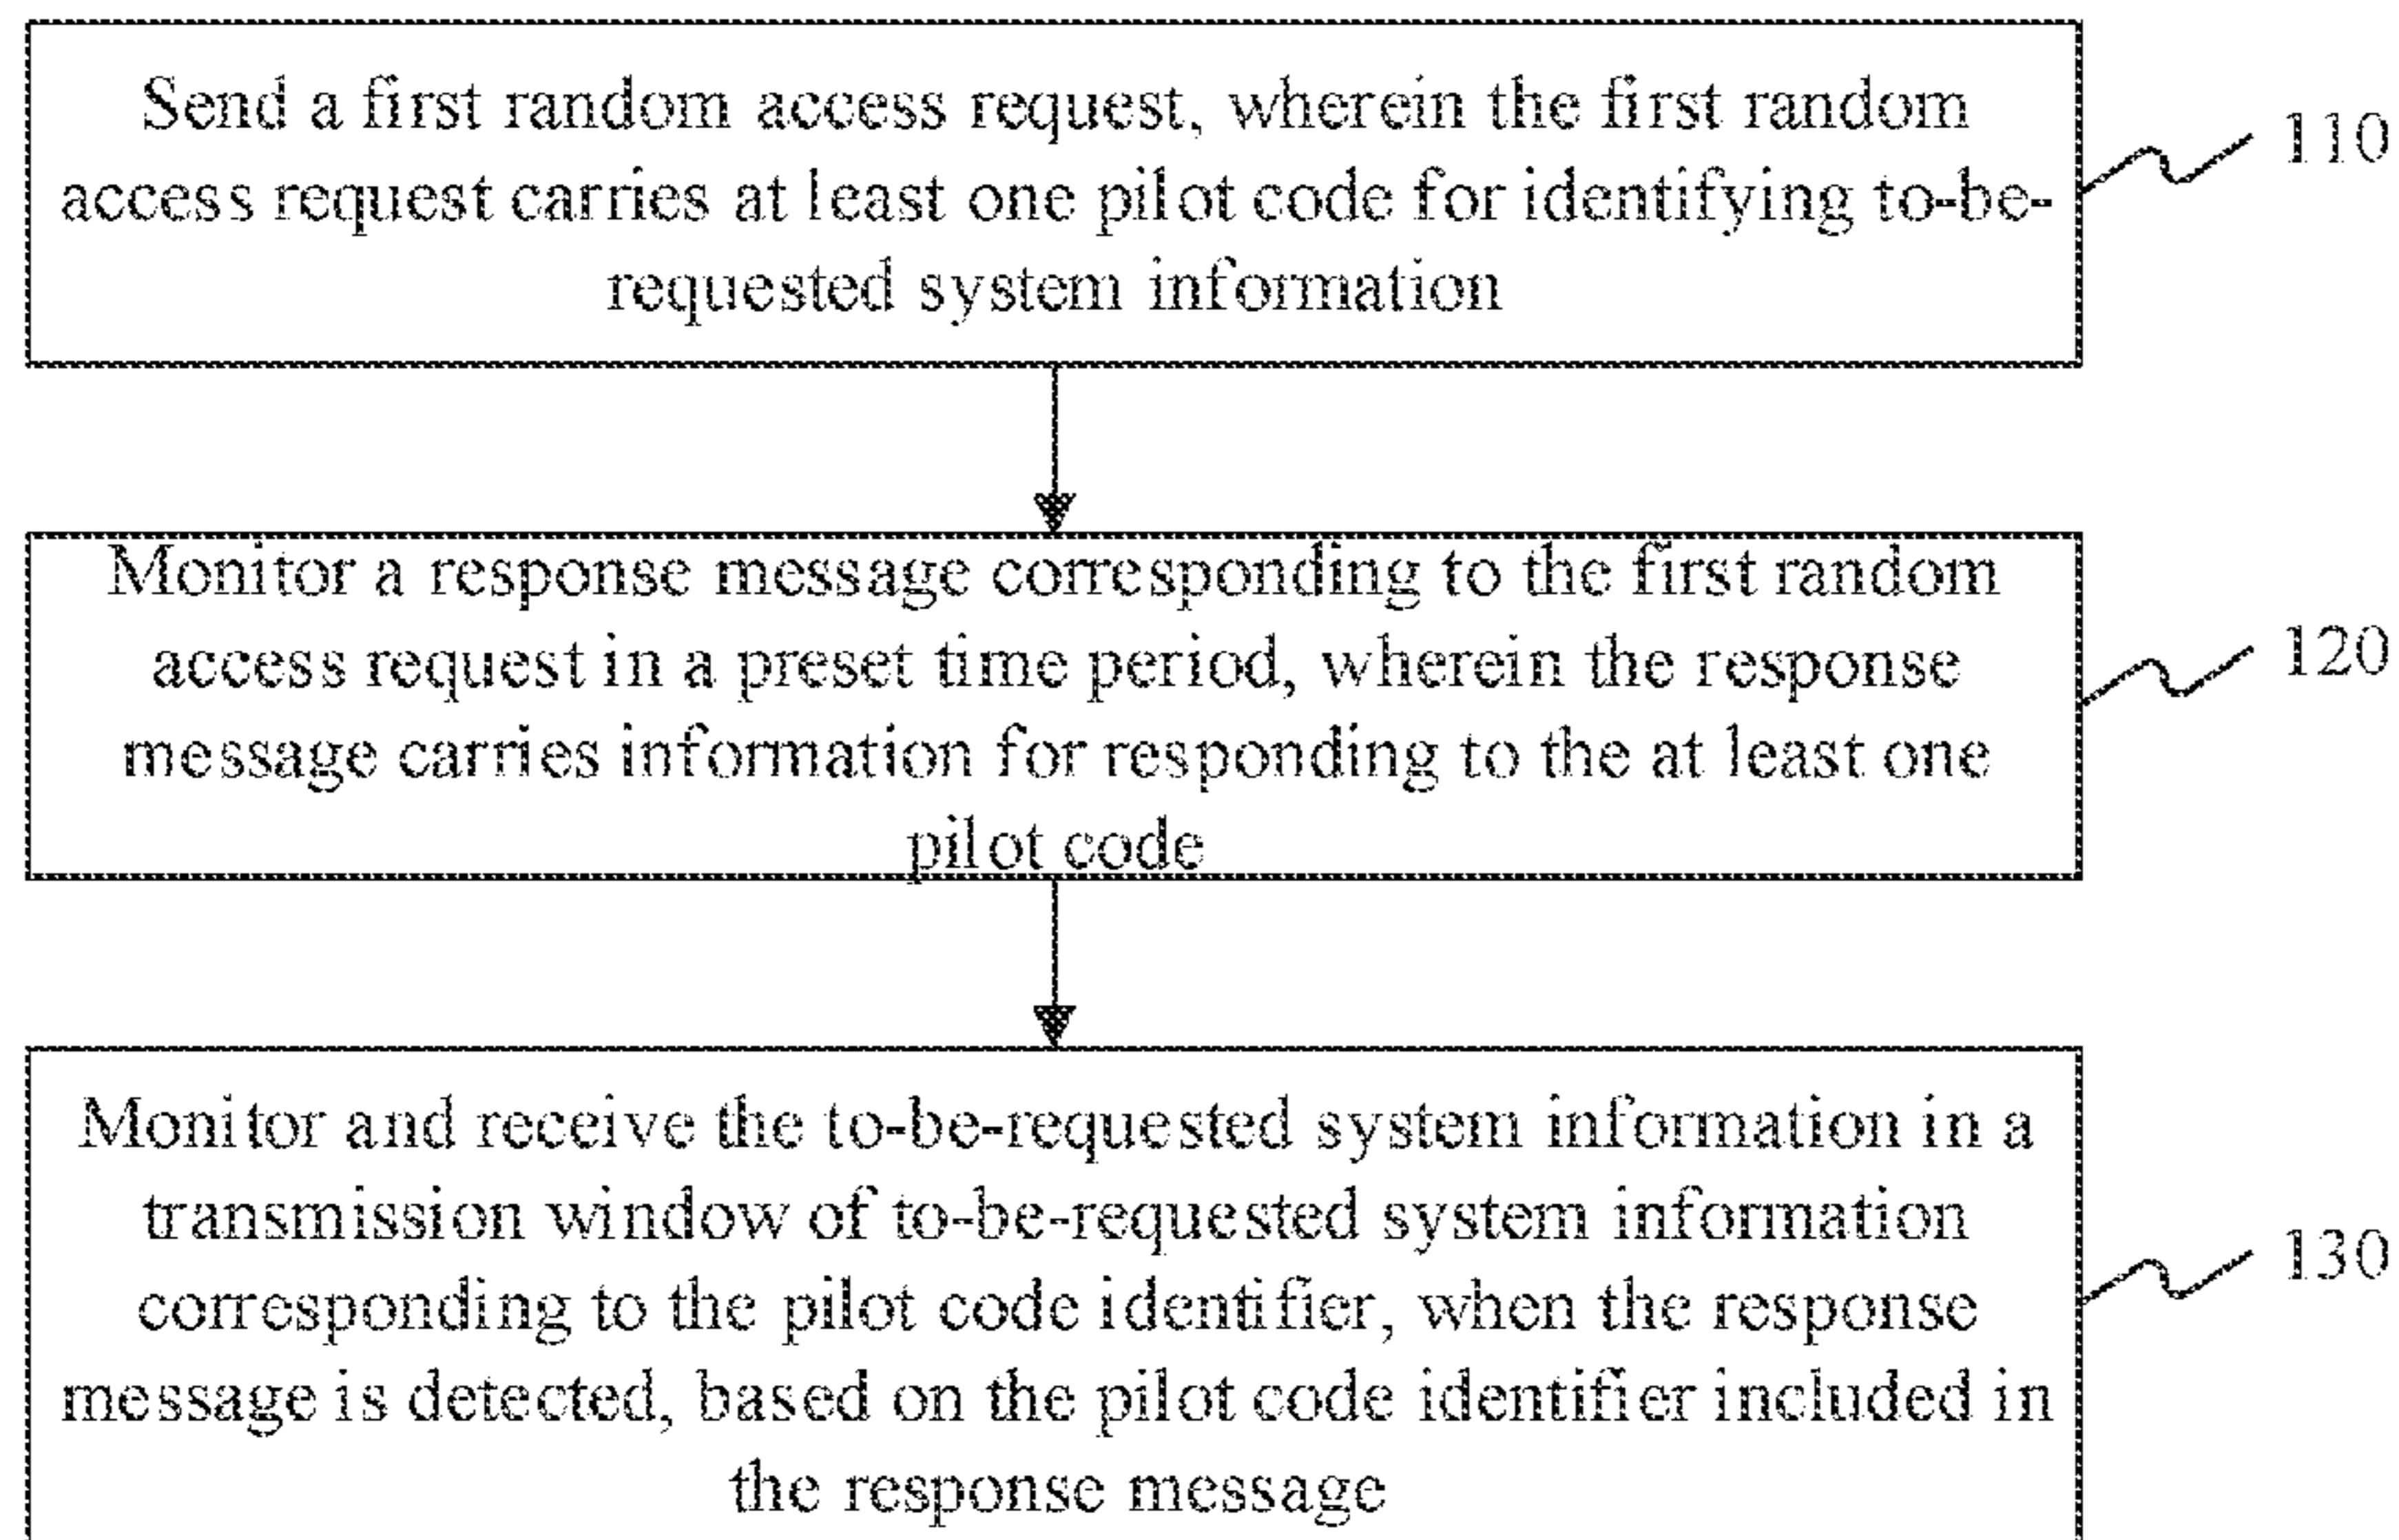 Send a first random access request, wherein the first random
access request carries at least one pilot code for identifying to-be-
requested system information
110
Monitor a response message corresponding to the first random
access request in a preset time period, wherein the response
message carries information for responding to the at least one
pilot code
120
Monitor and receive the to-be-requested system information in a
transmission window of to-be-requested system information
corresponding to the pilot code identifier, when the response
message is detected, based on the pilot code identifier included in
the response message
130